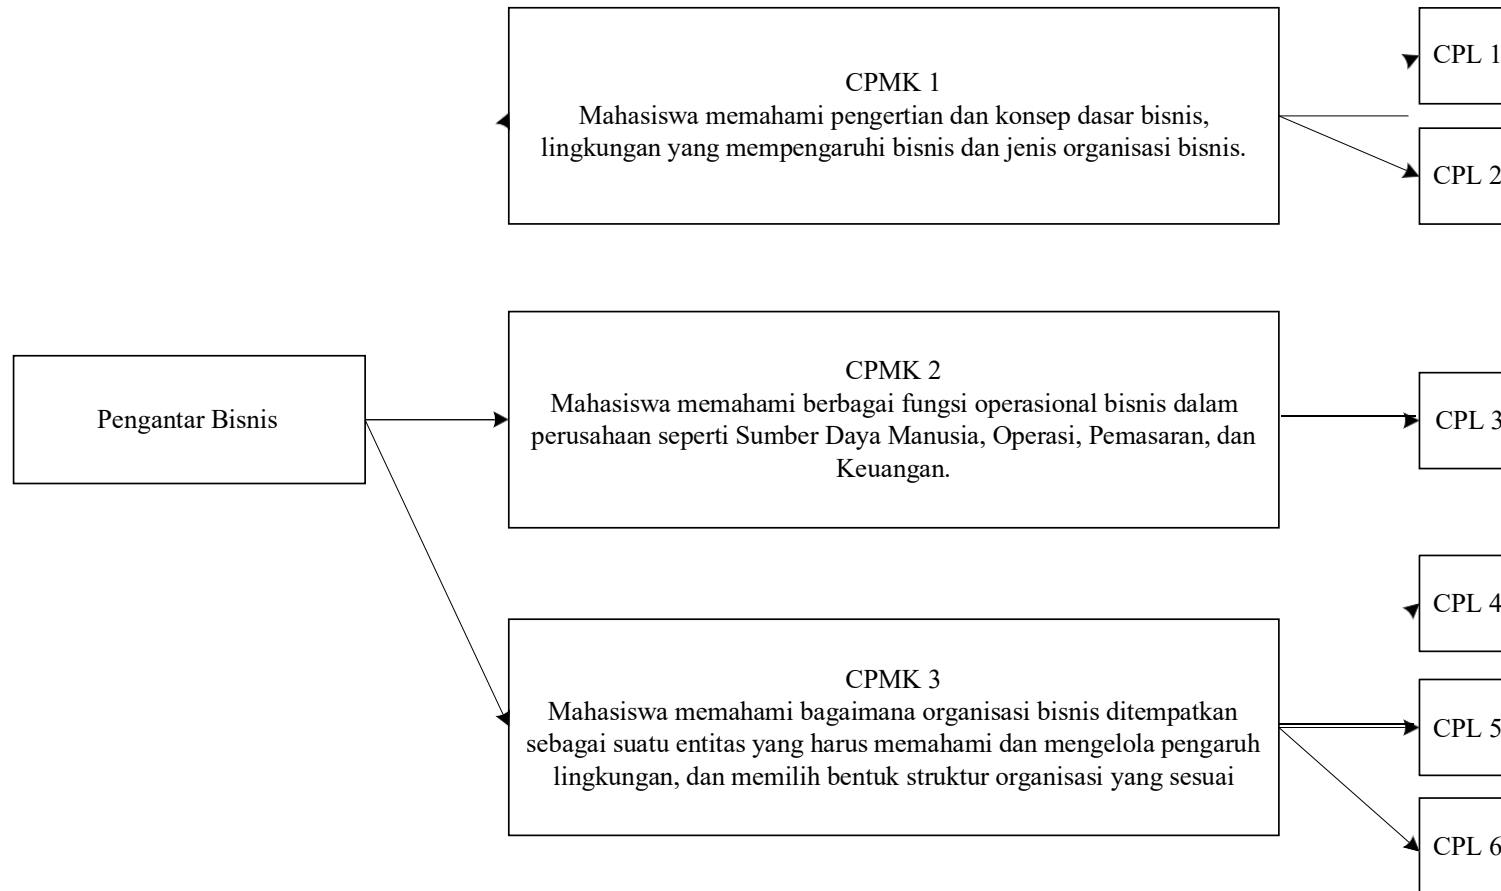 CPMK 1
Mahasiswa memahami pengertian dan konsep dasar bisnis,
lingkungan yang mempengaruhi bisnis dan jenis organisasi bisnis.
CPL 1
CPL 2
Pengantar Bisnis
CPMK 2
Mahasiswa memahami berbagai fungsi operasional bisnis dalam
perusahaan seperti Sumber Daya Manusia, Operasi, Pemasaran, dan
Keuangan.
CPL 3
CPMK 3
Mahasiswa memahami bagaimana organisasi bisnis ditempatkan
sebagai suatu entitas yang harus memahami dan mengelola pengaruh
lingkungan, dan memilih bentuk struktur organisasi yang sesuai
CPL 4
CPL 5
CPL 6